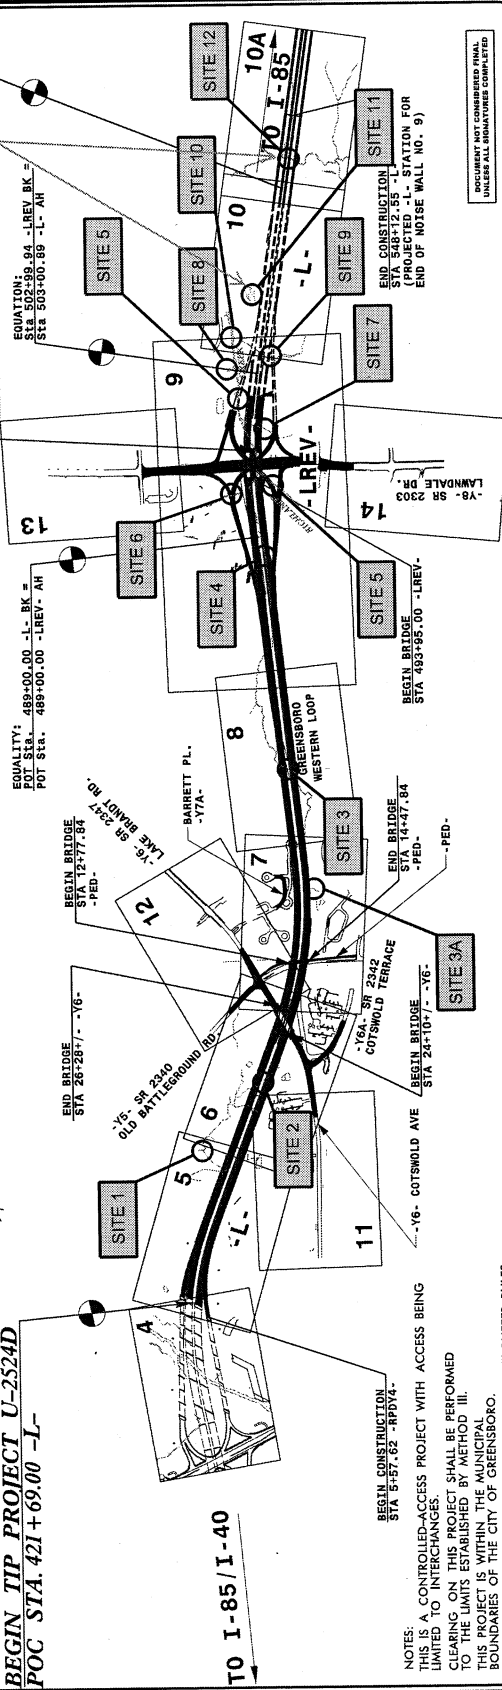 BEGIN TIP PROJECT U-2524D
POC STA. 421+69.00 -L-
TO I-85/I-40
4
BEGIN CONSTRUCTION
STA 5+57.62 -RPDY4-
NOTES:
THIS IS A CONTROLLED-ACCESS PROJECT WITH ACCESS BEING
LIMITED TO INTERCHANGES.
CLEARING ON THIS PROJECT SHALL BE PERFORMED
TO THE LIMITS ESTABLISHED BY METHOD III.
THIS PROJECT IS WITHIN THE MUNICIPAL
BOUNDARIES OF THE CITY OF GREENSBORO.
SITE 1
5
-L-
6
SITE 2
11
-Y6- COTSWOLD AVE
END BRIDGE
STA 26+28+/- -Y6-
-Y5- SR 2340
OLD BATTLEGROUND RD.
BEGIN BRIDGE
STA 24+10+/- -Y6-
-Y6A- SR 2342
COTSWOLD TERRACE
12
BEGIN BRIDGE
STA 12+77.84
-PED-
-Y6- SR 2347
LAKE BRANDT RD.
7
SITE 3A
-PED-
END BRIDGE
STA 14+47.84
-PED-
BARRETT PL.
-Y7A-
SITE 3
8
GREENSBORO
WESTERN LOOP
EQUALITY:
POT Sta. 489+00.00 -L- BK =
POT Sta. 489+00.00 -LREV- AH
SITE 4
SITE 6
SITE 5
BEGIN BRIDGE
STA 493+95.00 -LREV-
13
-LREV-
14
-Y8- SR 2303
LAWNDALE DR.
9
SITE 7
SITE 5
SITE 8
EQUATION:
Sta 502+99.94 -LREV BK =
Sta 503+00.89 -L- AH
SITE 9
SITE 10
10
-L-
END CONSTRUCTION
STA 548+12.55 -L-
(PROJECTED -L- STATION FOR
END OF NOISE WALL NO. 9)
SITE 11
SITE 12
10A
TO I-85
DOCUMENT NOT CONSIDERED FINAL
UNLESS ALL SIGNATURES COMPLETED